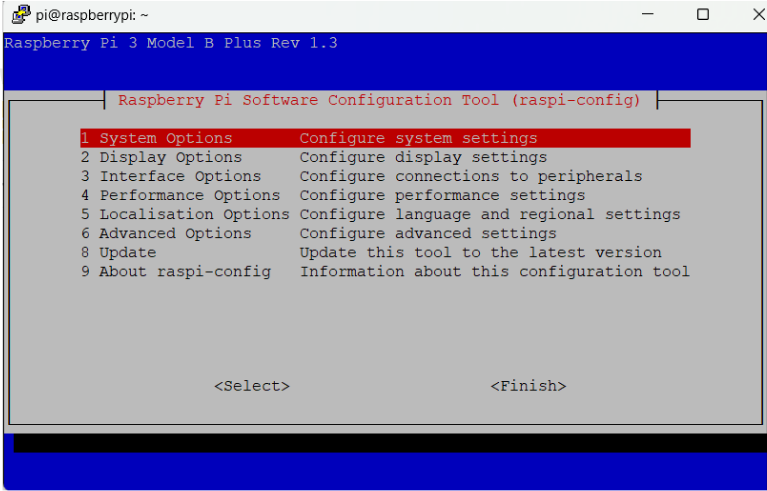 pi@raspberrypi: ~
Raspberry Pi 3 Model B Plus Rev 1.3
Raspberry Pi Software Configuration Tool (raspi-config)
1 System Options Configure system settings
2 Display Options Configure display settings
3 Interface Options Configure connections to peripherals
4 Performance Options Configure performance settings
5 Localisation Options Configure language and regional settings
6 Advanced Options Configure advanced settings
8 Update Update this tool to the latest version
9 About raspi-config Information about this configuration tool
<Select> <Finish>